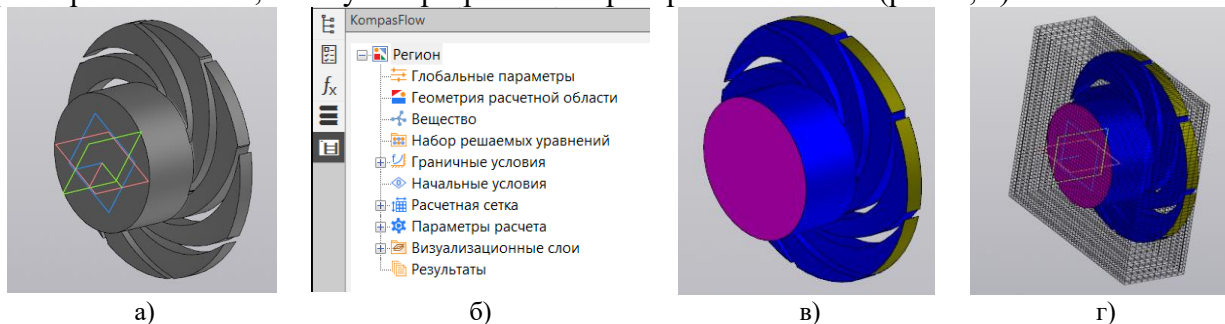 KompasFlow
Регион
Глобальные параметры
Геометрия расчетной области
Вещество
Набор решаемых уравнений
Граничные условия
Начальные условия
Расчетная сетка
Параметры расчета
Визуализационные слои
Результаты
а) б) в) г)